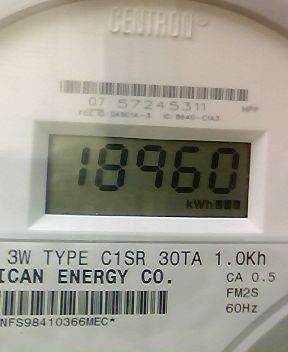 CENTRON
07 57245311 HPP
18960
kWh
3W TYPE C1SR 30TA 1.0Kh
ICAN ENERGY CO.
CA 0.5
FM2S
60Hz
NFS98410366MEC*